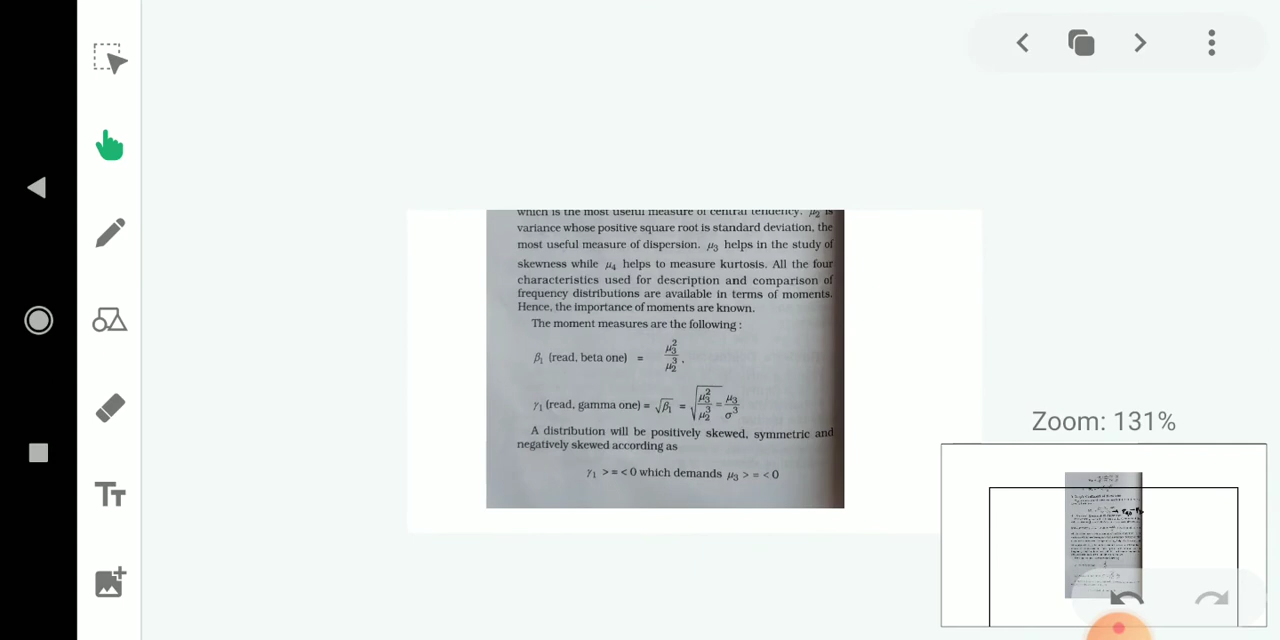 which is the most useful measure of central tendency. μ₂ is
variance whose positive square root is standard deviation, the
most useful measure of dispersion. μ₃ helps in the study of
skewness while μ₄ helps to measure kurtosis. All the four
characteristics used for description and comparison of
frequency distributions are available in terms of moments.
Hence, the importance of moments are known.
The moment measures are the following :
β₁ (read, beta one) = μ₃²/μ₂³ .
γ₁ (read, gamma one) = √β₁ = √(μ₃²/μ₂³) = μ₃/σ³
A distribution will be positively skewed, symmetric and
negatively skewed according as
γ₁ > = < 0 which demands μ₃ > = < 0
Zoom: 131%
Tт